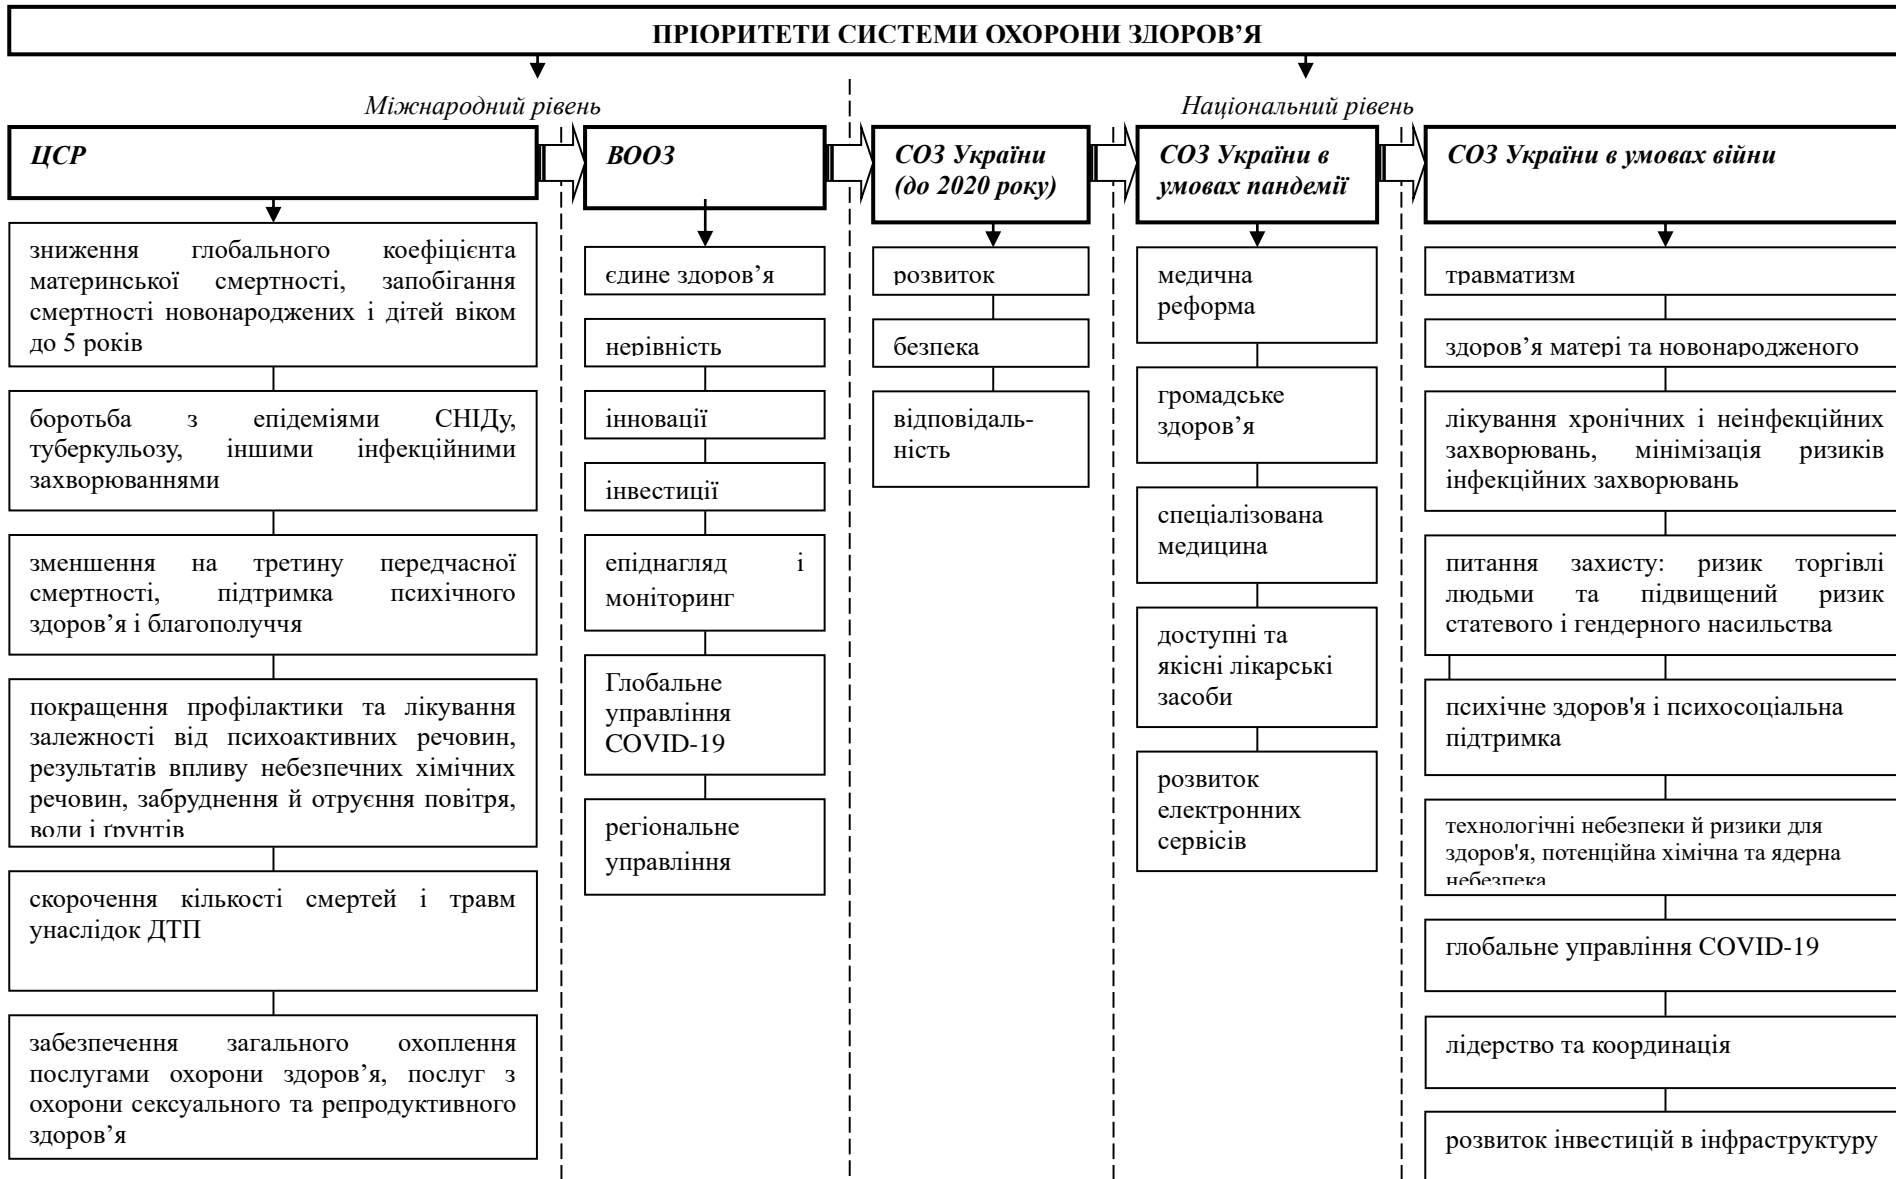 ПРІОРИТЕТИ СИСТЕМИ ОХОРОНИ ЗДОРОВ’Я
Міжнародний рівень
Національний рівень
ЦСР
зниження глобального коефіцієнта
материнської смертності, запобігання
смертності новонароджених і дітей віком
до 5 років
боротьба з епідеміями СНІДу,
туберкульозу, іншими інфекційними
захворюваннями
зменшення на третину передчасної
смертності, підтримка психічного
здоров’я і благополуччя
покращення профілактики та лікування
залежності від психоактивних речовин,
результатів впливу небезпечних хімічних
речовин, забруднення й отруєння повітря,
води і ґрунтів
скорочення кількості смертей і травм
унаслідок ДТП
забезпечення загального охоплення
послугами охорони здоров’я, послуг з
охорони сексуального та репродуктивного
здоров’я
ВООЗ
єдине здоров’я
нерівність
інновації
інвестиції
епіднагляд і
моніторинг
Глобальне
управління
COVID-19
регіональне
управління
СОЗ України
(до 2020 року)
розвиток
безпека
відповідаль-
ність
СОЗ України в
умовах пандемії
медична
реформа
громадське
здоров’я
спеціалізована
медицина
доступні та
якісні лікарські
засоби
розвиток
електронних
сервісів
СОЗ України в умовах війни
травматизм
здоров’я матері та новонародженого
лікування хронічних і неінфекційних
захворювань, мінімізація ризиків
інфекційних захворювань
питання захисту: ризик торгівлі
людьми та підвищений ризик
статевого і гендерного насильства
психічне здоров'я і психосоціальна
підтримка
технологічні небезпеки й ризики для
здоров'я, потенційна хімічна та ядерна
небезпека
глобальне управління COVID-19
лідерство та координація
розвиток інвестицій в інфраструктуру